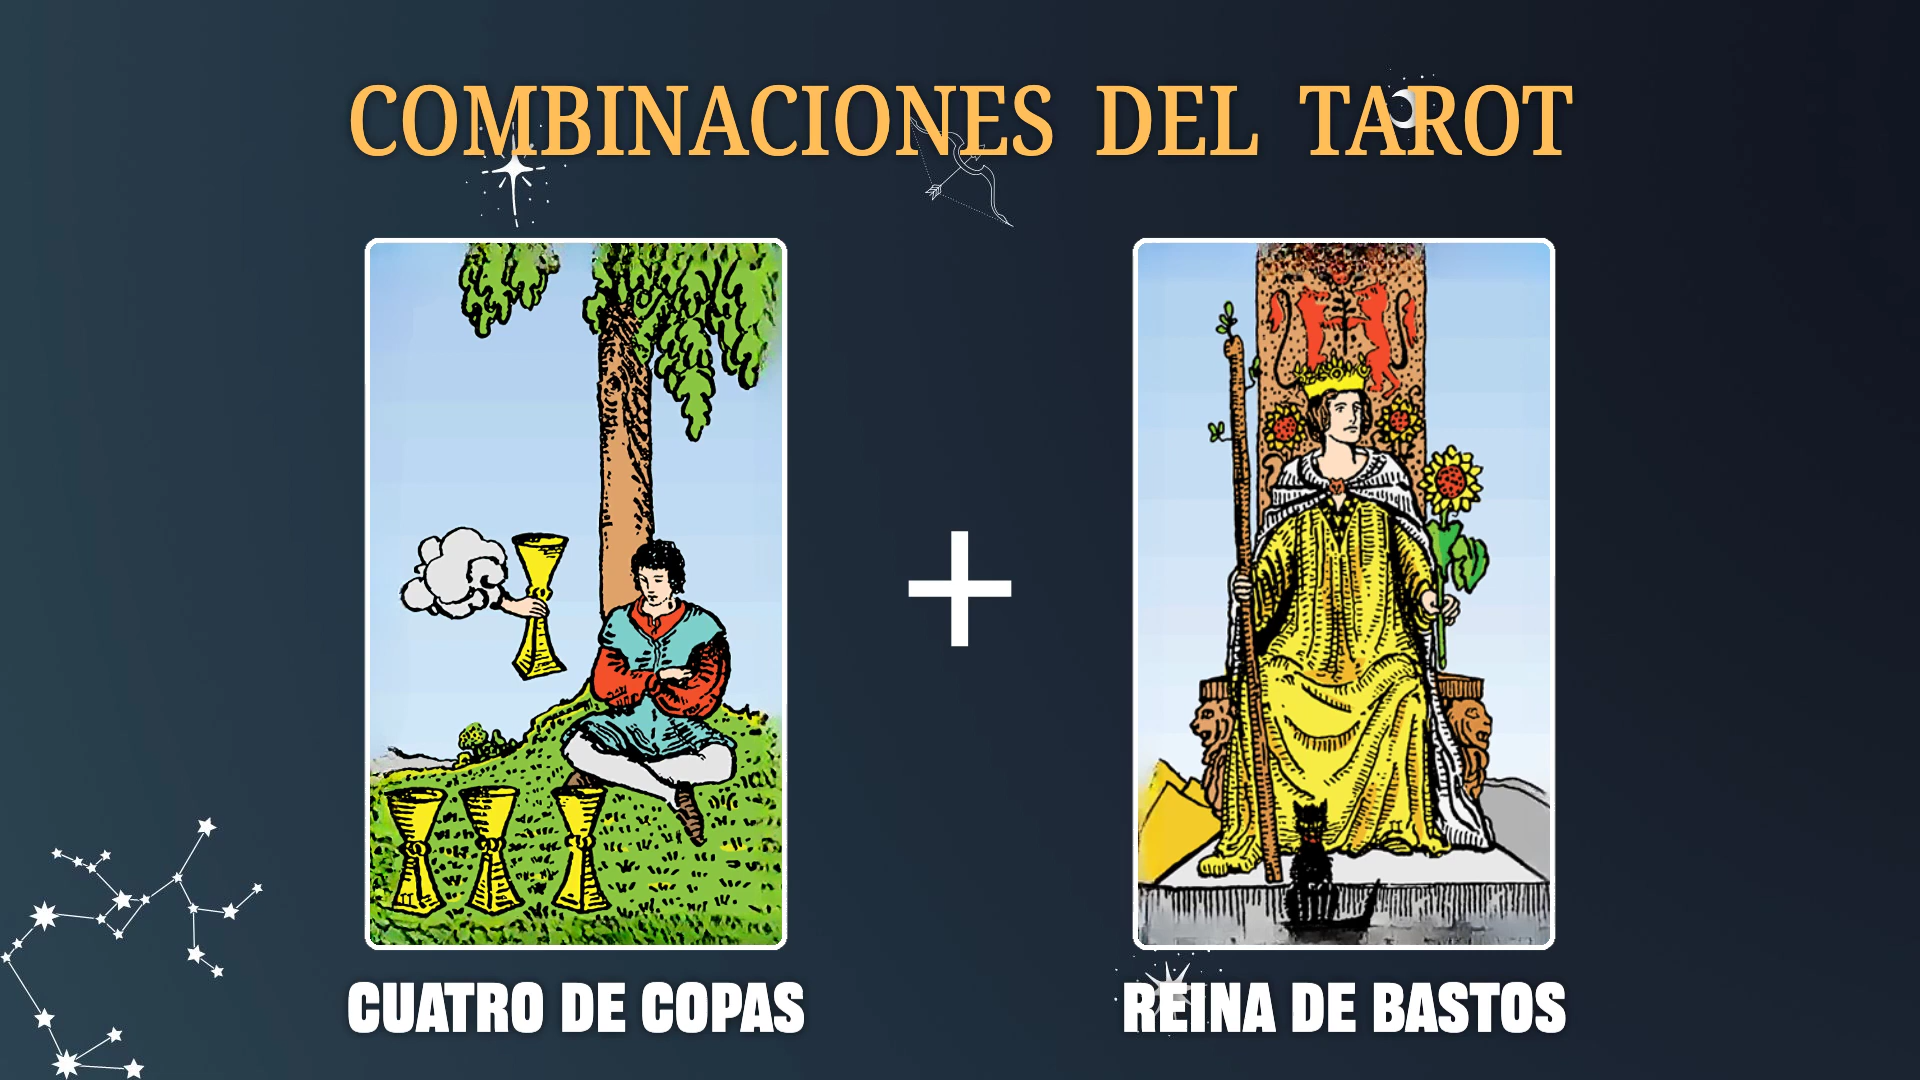 COMBINACIONES DEL TAROT
CUATRO DE COPAS
REINA DE BASTOS